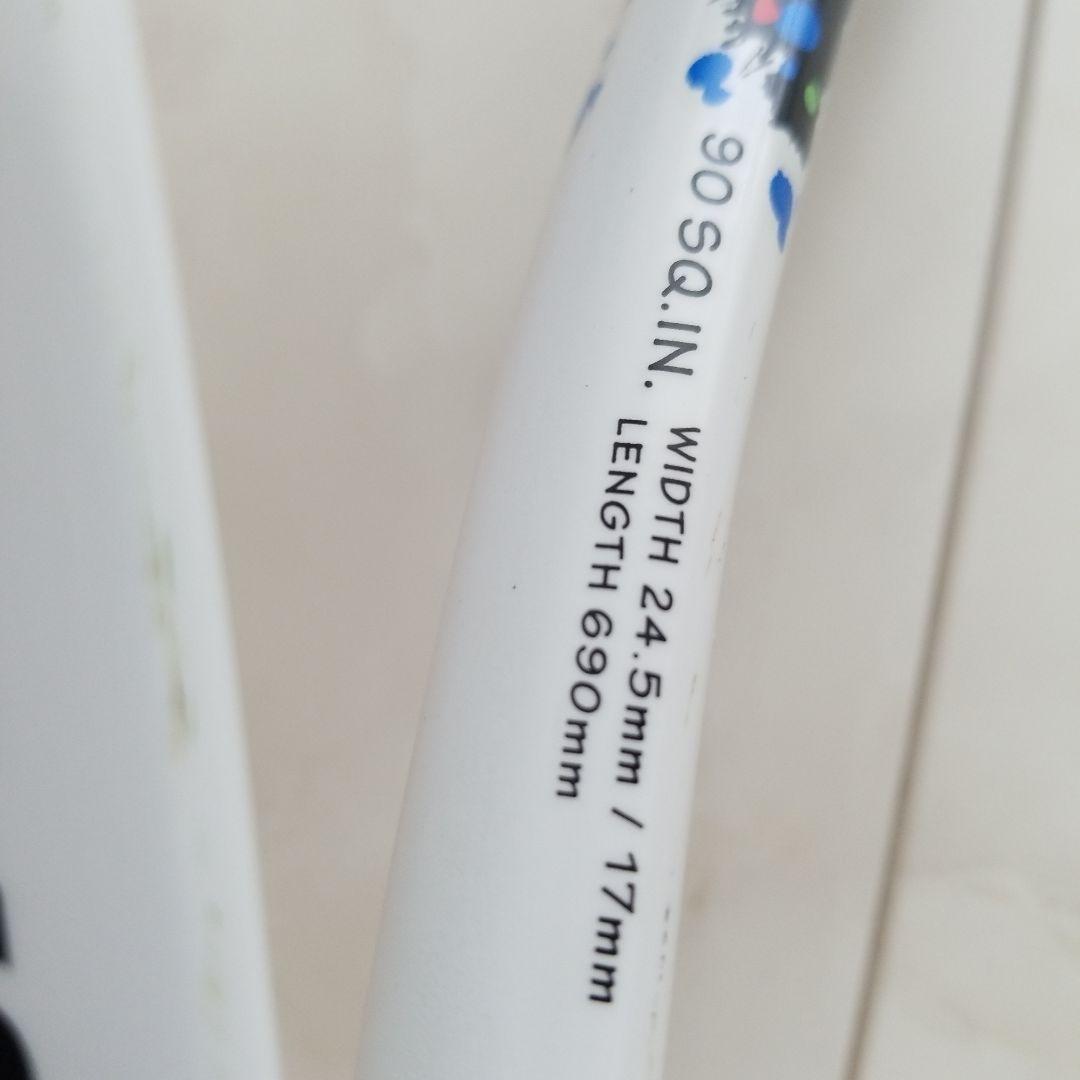 90 SQ.IN.
WIDTH 24.5mm / 17mm
LENGTH 690mm